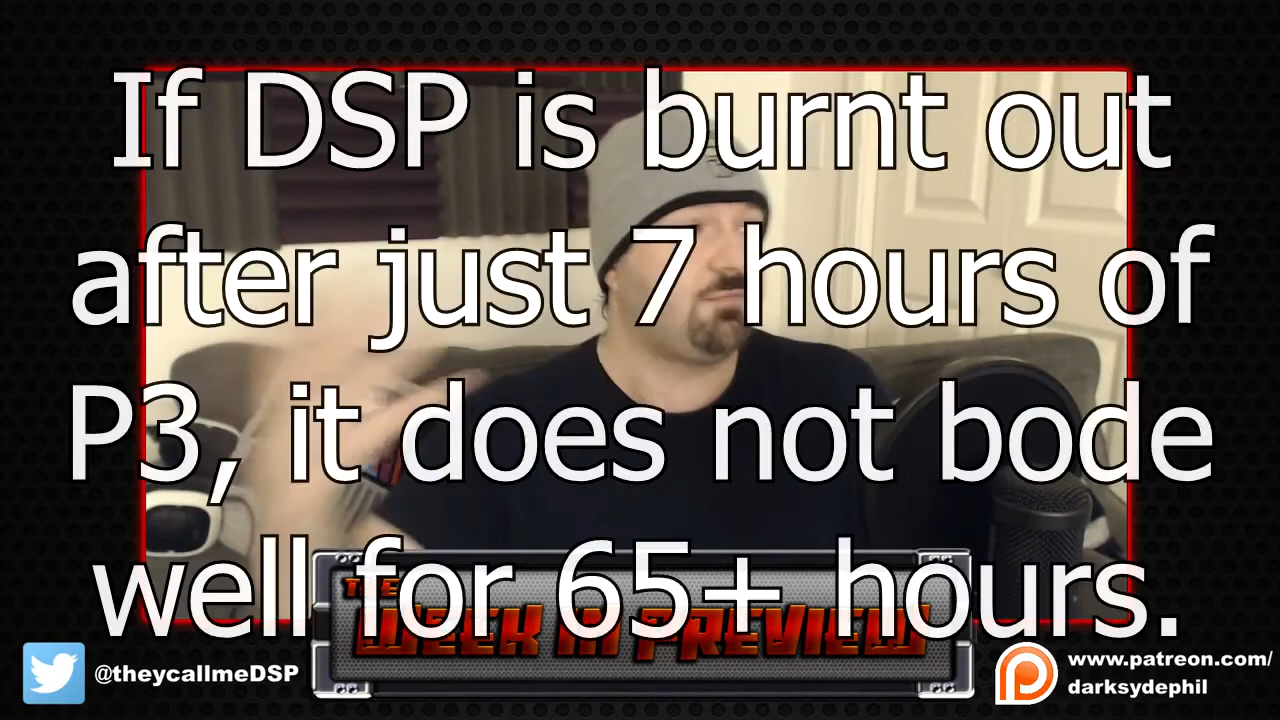 If DSP is burnt out
after just 7 hours of
P3, it does not bode
well for 65+ hours.
THE
WEEK IN PREVIEW
@theycallmeDSP
www.patreon.com/
darksydephil